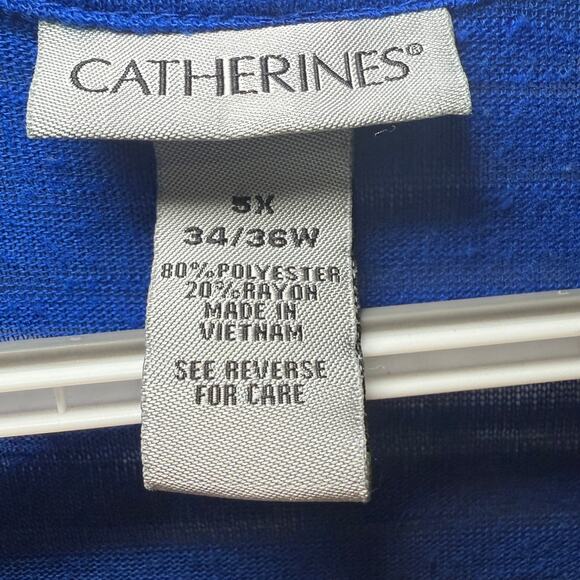 CATHERINES®
5X
34/36W
80% POLYESTER
20% RAYON
MADE IN
VIETNAM
SEE REVERSE
FOR CARE